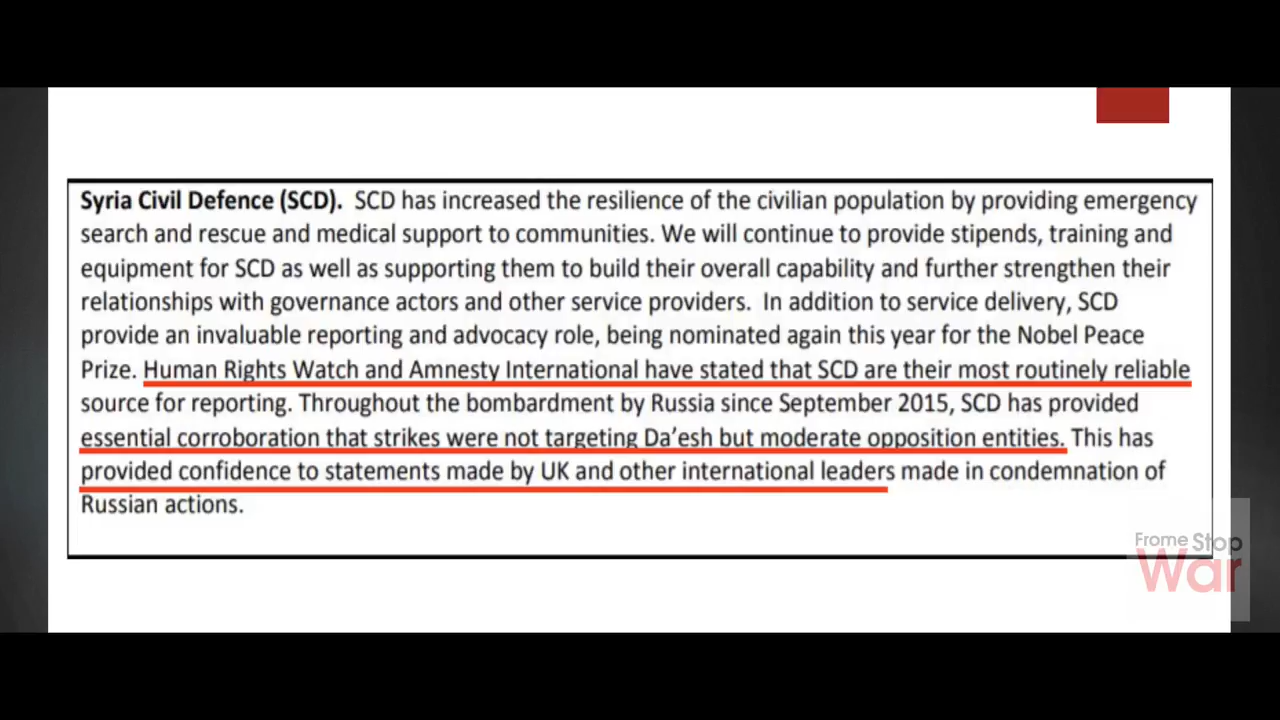 Syria Civil Defence (SCD). SCD has increased the resilience of the civilian population by providing emergency
search and rescue and medical support to communities. We will continue to provide stipends, training and
equipment for SCD as well as supporting them to build their overall capability and further strengthen their
relationships with governance actors and other service providers. In addition to service delivery, SCD
provide an invaluable reporting and advocacy role, being nominated again this year for the Nobel Peace
Prize. Human Rights Watch and Amnesty International have stated that SCD are their most routinely reliable
source for reporting. Throughout the bombardment by Russia since September 2015, SCD has provided
essential corroboration that strikes were not targeting Da’esh but moderate opposition entities. This has
provided confidence to statements made by UK and other international leaders made in condemnation of
Russian actions.
Frome Stop
War